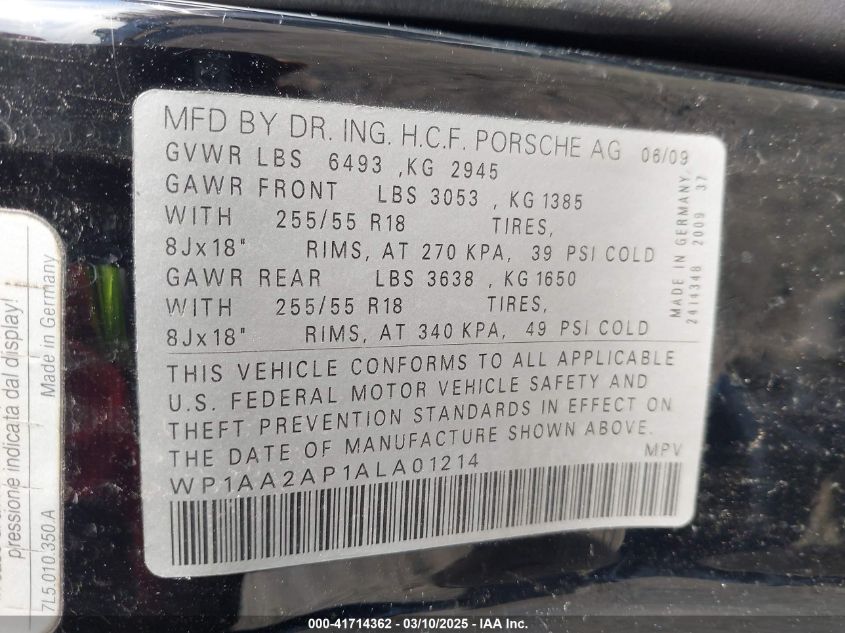 MFD BY DR. ING. H.C.F. PORSCHE AG 06/09
GVWR LBS 6493 ,KG 2945
GAWR FRONT LBS 3053 , KG 1385
WITH 255/55 R18 TIRES,
8Jx18" RIMS, AT 270 KPA, 39 PSI COLD
GAWR REAR LBS 3638 , KG 1650
WITH 255/55 R18 TIRES,
8Jx18" RIMS, AT 340 KPA, 49 PSI COLD
THIS VEHICLE CONFORMS TO ALL APPLICABLE
U.S. FEDERAL MOTOR VEHICLE SAFETY AND
THEFT PREVENTION STANDARDS IN EFFECT ON
THE DATE OF MANUFACTURE SHOWN ABOVE.
WP1AA2AP1ALA01214 MPV
MADE IN GERMANY,
2414348 2009 37
pressione indicata dal display!
7L5.010.350.A Made in Germany
000-41714362 — 03/10/2025 — IAA Inc.